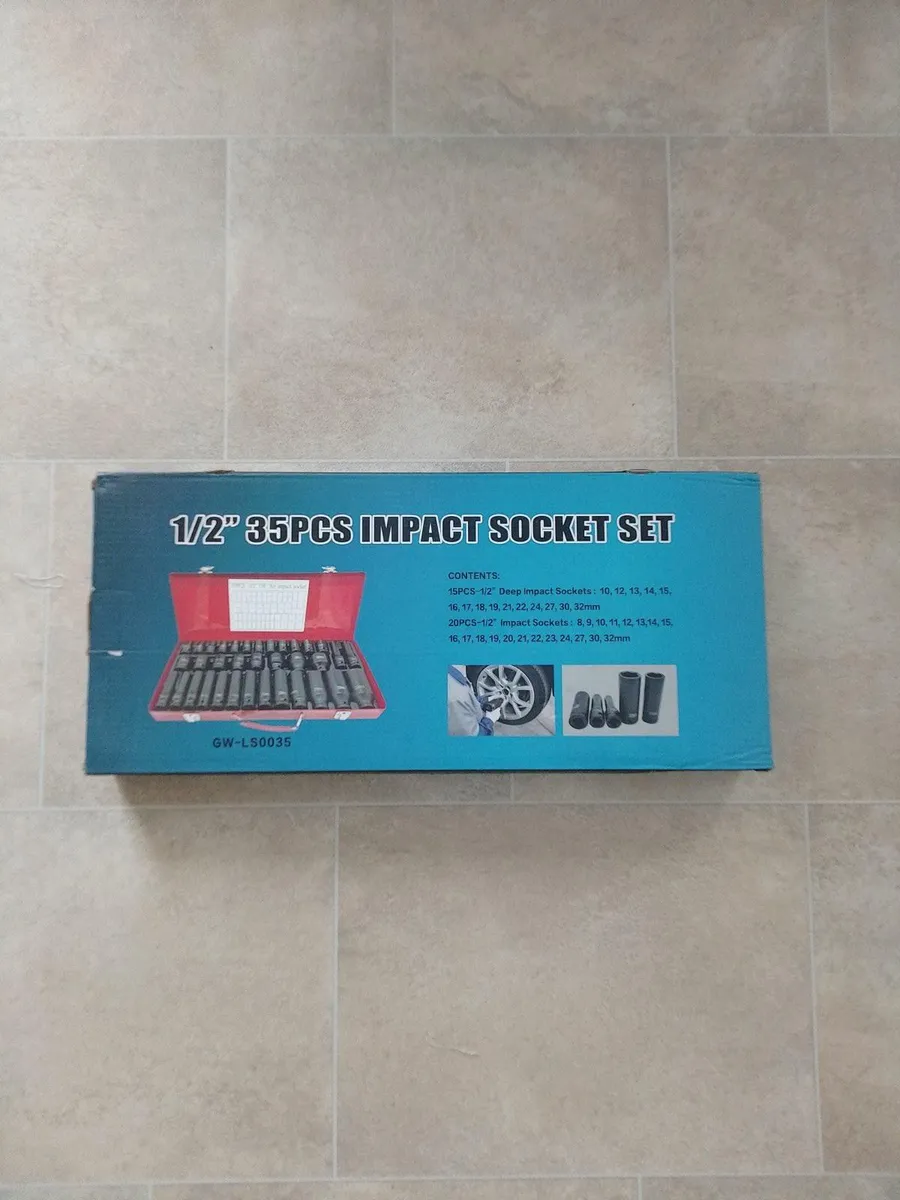 1/2” 35PCS IMPACT SOCKET SET
CONTENTS:
15PCS-1/2" Deep Impact Sockets : 10, 12, 13, 14, 15,
16, 17, 18, 19, 21, 22, 24, 27, 30, 32mm
20PCS-1/2" Impact Sockets : 8, 9, 10, 11, 12, 13,14, 15,
16, 17, 18, 19, 20, 21, 22, 23, 24, 27, 30, 32mm
GW-LS0035